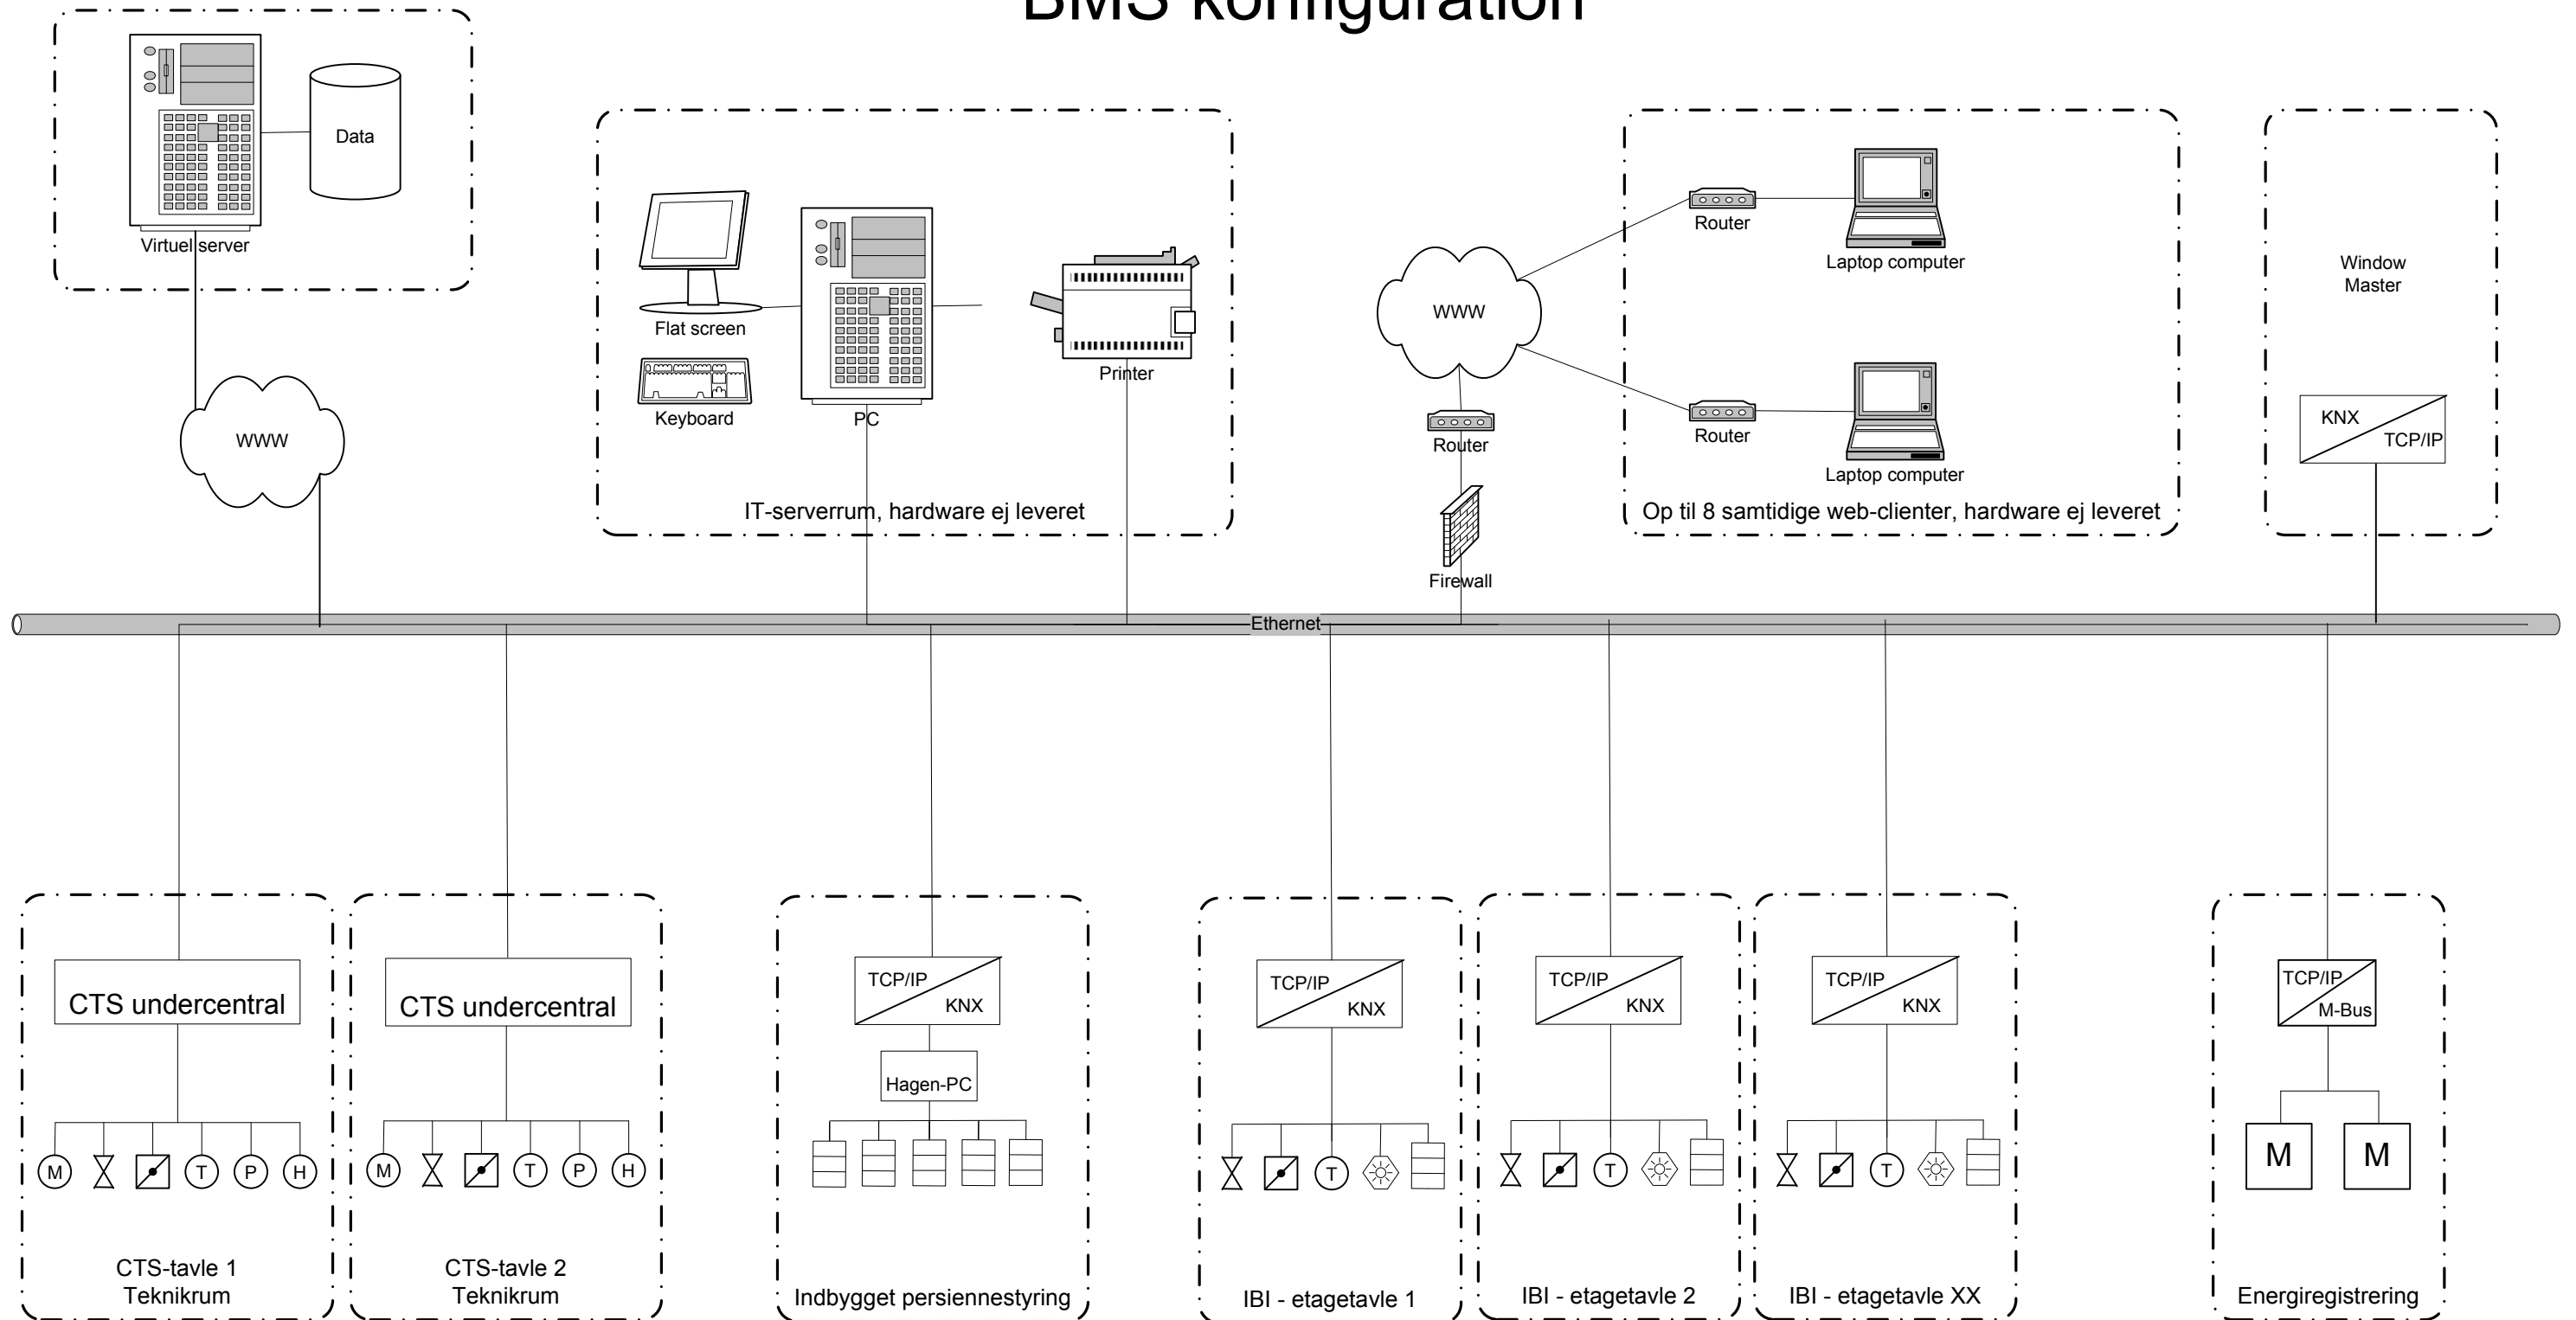 BMS konfiguration
Data
Virtuel server
WWW
Flat screen
Keyboard
PC
Printer
IT-serverrum, hardware ej leveret
WWW
Router
Firewall
Router
Laptop computer
Router
Laptop computer
Op til 8 samtidige web-clienter, hardware ej leveret
Window
Master
KNX
TCP/IP
Ethernet
CTS undercentral
M
T
P
H
CTS-tavle 1
Teknikrum
CTS undercentral
M
T
P
H
CTS-tavle 2
Teknikrum
TCP/IP
KNX
Hagen-PC
Indbygget persiennestyring
TCP/IP
KNX
T
IBI - etagetavle 1
TCP/IP
KNX
T
IBI - etagetavle 2
TCP/IP
KNX
T
IBI - etagetavle XX
TCP/IP
M-Bus
M
M
Energiregistrering